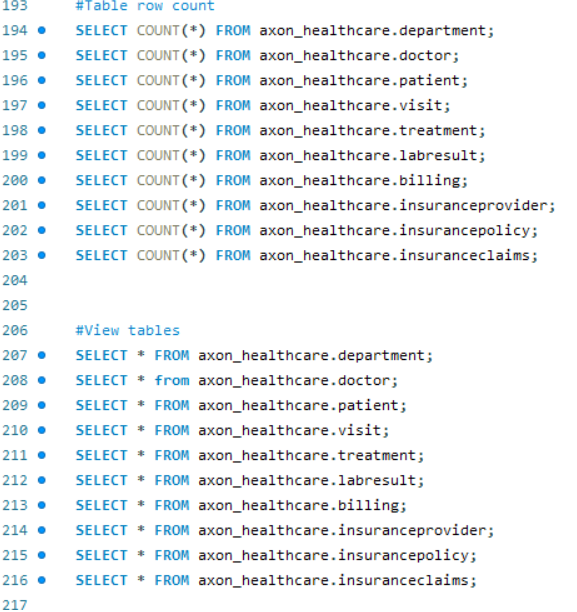 193 #Table row count
194 SELECT COUNT(*) FROM axon_healthcare.department;
195 SELECT COUNT(*) FROM axon_healthcare.doctor;
196 SELECT COUNT(*) FROM axon_healthcare.patient;
197 SELECT COUNT(*) FROM axon_healthcare.visit;
198 SELECT COUNT(*) FROM axon_healthcare.treatment;
199 SELECT COUNT(*) FROM axon_healthcare.labresult;
200 SELECT COUNT(*) FROM axon_healthcare.billing;
201 SELECT COUNT(*) FROM axon_healthcare.insuranceprovider;
202 SELECT COUNT(*) FROM axon_healthcare.insurancepolicy;
203 SELECT COUNT(*) FROM axon_healthcare.insuranceclaims;
204
205
206 #View tables
207 SELECT * FROM axon_healthcare.department;
208 SELECT * from axon_healthcare.doctor;
209 SELECT * FROM axon_healthcare.patient;
210 SELECT * FROM axon_healthcare.visit;
211 SELECT * FROM axon_healthcare.treatment;
212 SELECT * FROM axon_healthcare.labresult;
213 SELECT * FROM axon_healthcare.billing;
214 SELECT * FROM axon_healthcare.insuranceprovider;
215 SELECT * FROM axon_healthcare.insurancepolicy;
216 SELECT * FROM axon_healthcare.insuranceclaims;
217